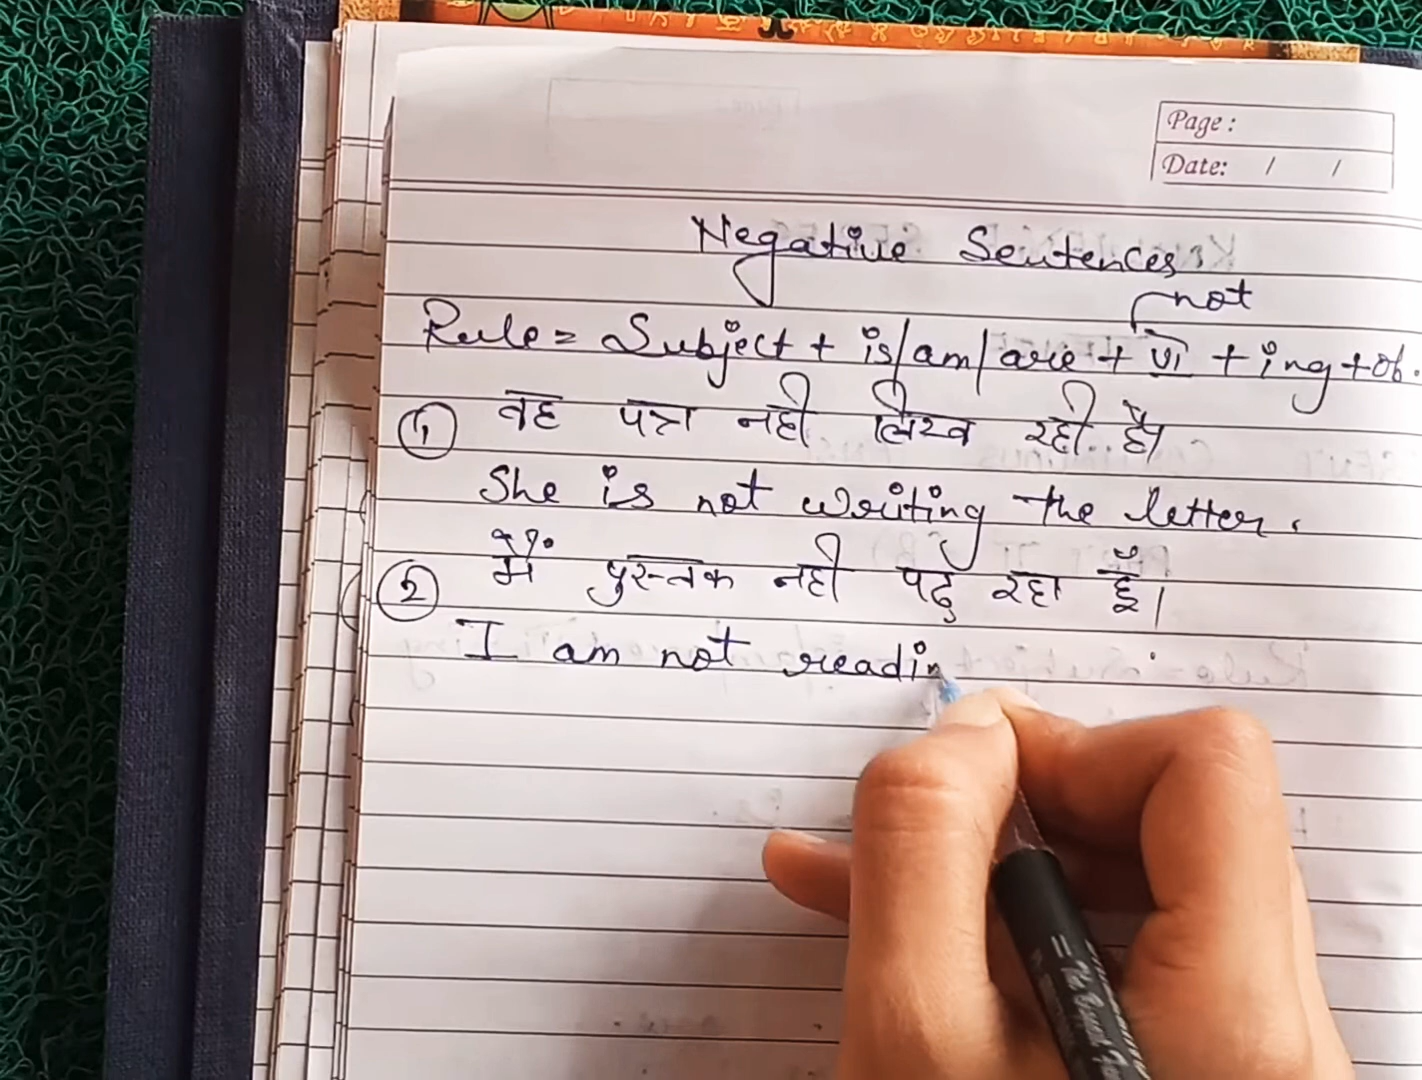 Page :
Date: / /
Negative Sentences
not
Rule = Subject + is/am/are + V1 + ing + ob.
① वह पत्र नही लिख रही है।
She is not writing the letter.
② मैं पुस्तक नही पढ़ रहा हूँ।
I am not readin